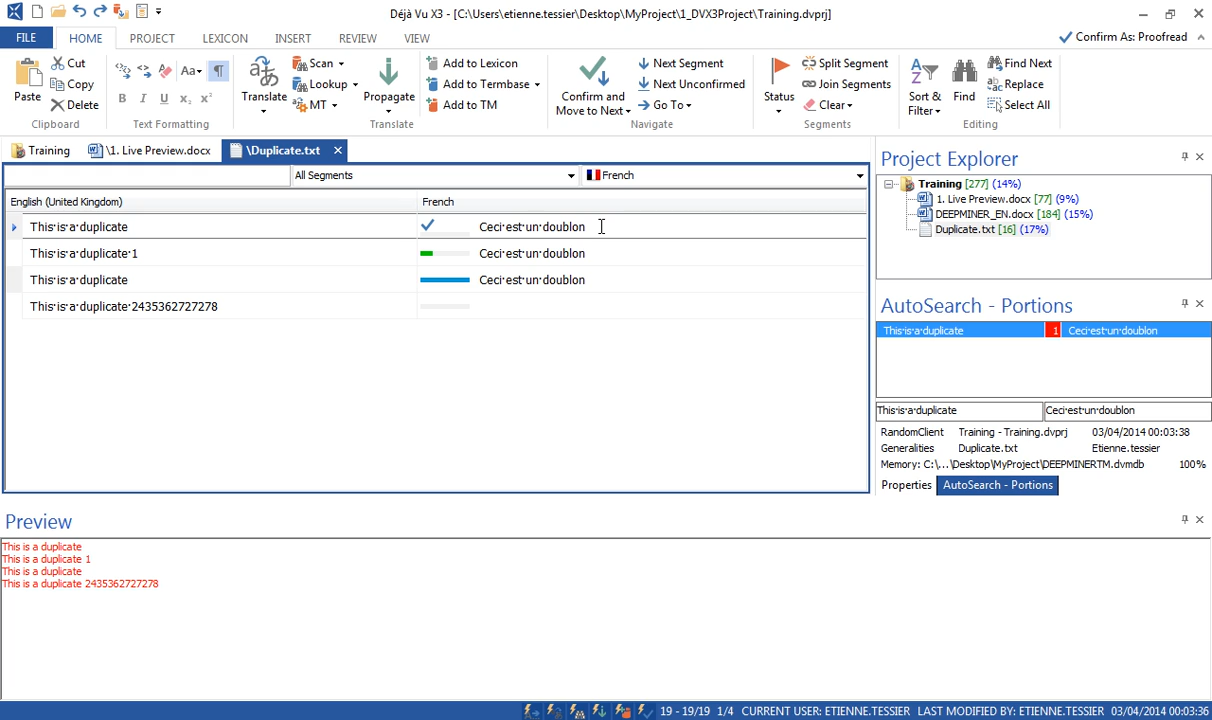 Déjà Vu X3 - [C:\Users\etienne.tessier\Desktop\MyProject\1_DVX3Project\Training.dvprj]
FILE HOME PROJECT LEXICON INSERT REVIEW VIEW Confirm As: Proofread
Paste Cut Copy Delete Clipboard
Aa B I U x₂ x² Text Formatting
Translate Scan Lookup MT Propagate Add to Lexicon Add to Termbase Add to TM Translate
Confirm and Move to Next Next Segment Next Unconfirmed Go To Navigate
Status Split Segment Join Segments Clear Segments
Sort & Filter Find Find Next Replace Select All Editing
Training \1. Live Preview.docx \Duplicate.txt
All Segments French
English (United Kingdom) French
This·is·a·duplicate Ceci·est·un·doublon
This·is·a·duplicate·1 Ceci·est·un·doublon
This·is·a·duplicate Ceci·est·un·doublon
This·is·a·duplicate·2435362727278
Project Explorer
Training [277] (14%)
1. Live Preview.docx [77] (9%)
DEEPMINER_EN.docx [184] (15%)
Duplicate.txt [16] (17%)
AutoSearch - Portions
This·is·a·duplicate 1 Ceci·est·un·doublon
This·is·a·duplicate Ceci·est·un·doublon
RandomClient Training - Training.dvprj 03/04/2014 00:03:38
Generalities Duplicate.txt Etienne.tessier
Memory: C:\...\Desktop\MyProject\DEEPMINERTM.dvmdb 100%
Properties AutoSearch - Portions
Preview
This is a duplicate
This is a duplicate 1
This is a duplicate
This is a duplicate 2435362727278
19 - 19/19 1/4 CURRENT USER: ETIENNE.TESSIER LAST MODIFIED BY: ETIENNE.TESSIER 03/04/2014 00:03:36